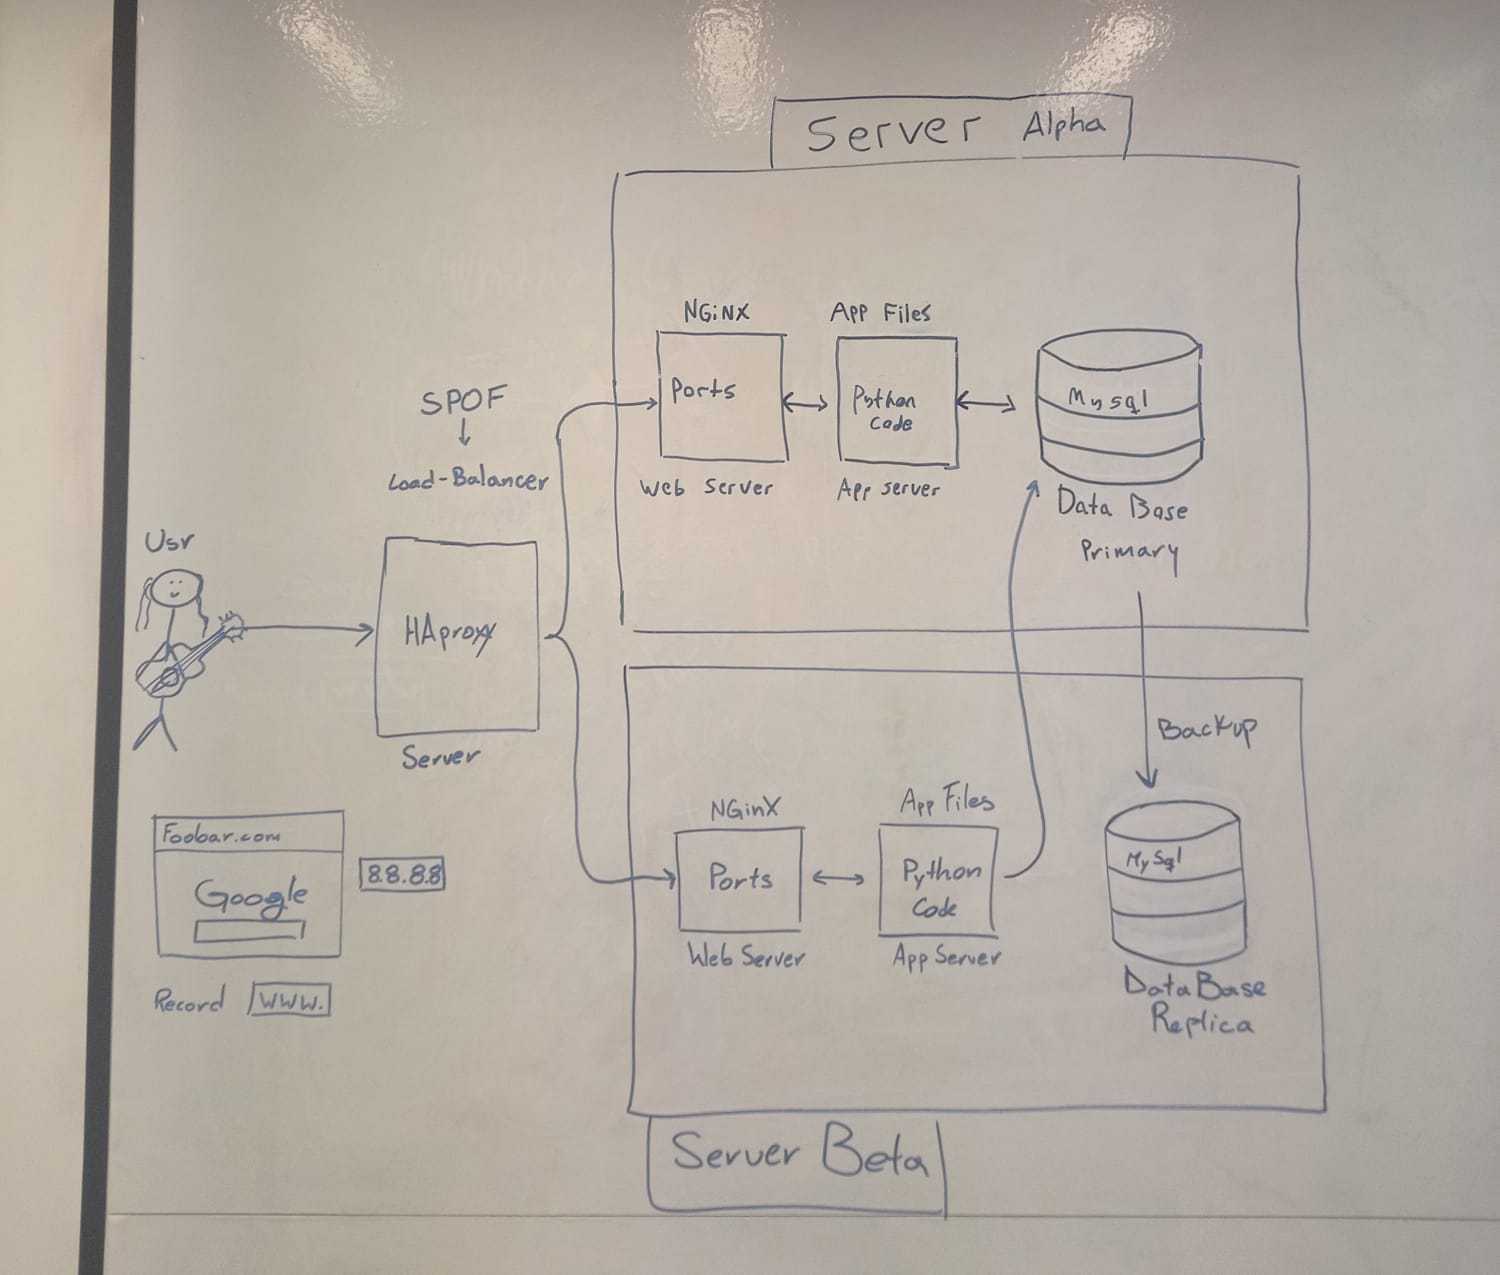 Server Alpha
NGiNX
App Files
Ports
Python
Code
Mysql
Web Server
App server
Data Base
Primary
SPOF
Load-Balancer
Usr
HAproxy
Server
Backup
Foobar.com
Google
8.8.8.8
Record
WWW.
NGinX
App Files
Ports
Python
Code
MySql
Web Server
App Server
Data Base
Replica
Server Beta